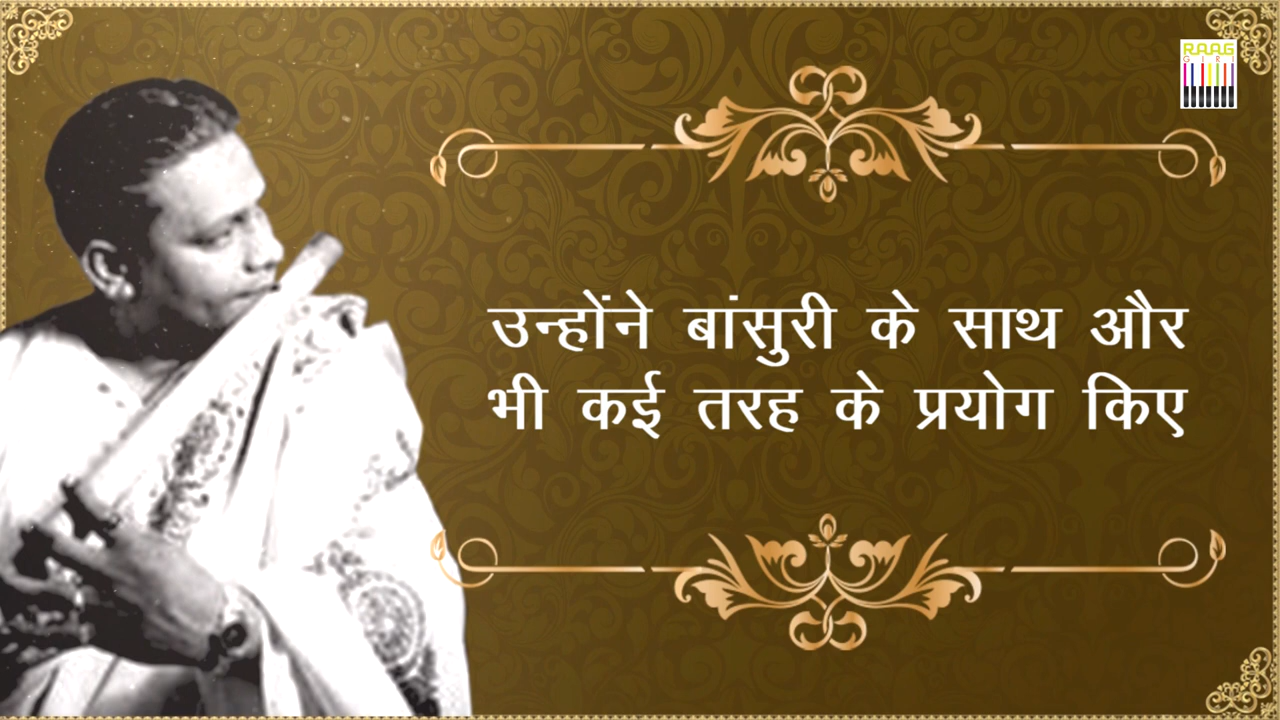 RAAG
GIRI
उन्होंने बांसुरी के साथ और
भी कई तरह के प्रयोग किए